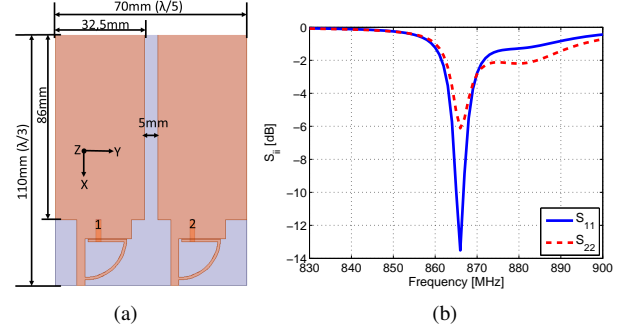 70mm (λ/5)
32.5mm
110mm (λ/3)
86mm
5mm
Z
Y
X
1
2
(a)
0
-2
-4
-6
-8
-10
-12
-14
S_ii [dB]
S_11
S_22
830
840
850
860
870
880
890
900
Frequency [MHz]
(b)